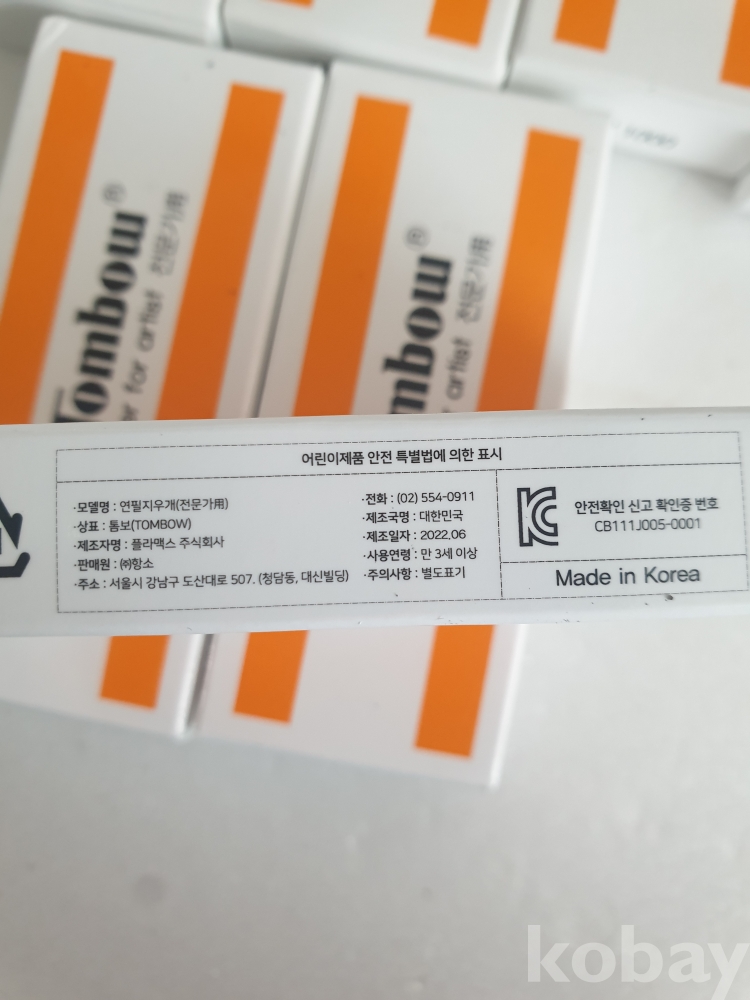 Tombow®
for artist 전문가用
mbow®
artist 전문가用
어린이제품 안전 특별법에 의한 표시
·모델명 : 연필지우개(전문가用)
·상표 : 톰보(TOMBOW)
·제조자명 : 플라맥스 주식회사
·판매원 : ㈜항소
·주소 : 서울시 강남구 도산대로 507. (청담동, 대신빌딩)
·전화 : (02) 554-0911
·제조국명 : 대한민국
·제조일자 : 2022.06
·사용연령 : 만 3세 이상
·주의사항 : 별도표기
안전확인 신고 확인증 번호
CB111J005-0001
Made in Korea
kobay